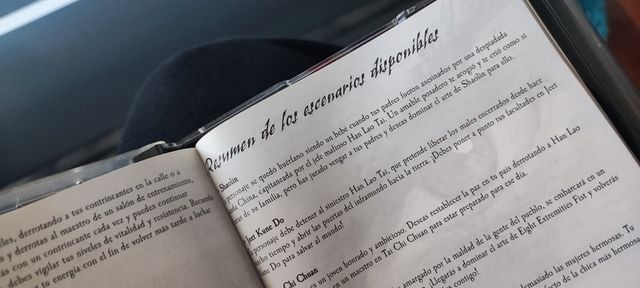 lles, derrotando a tus contrincantes en la calle o a
y derrotas al maestro de un salón de entrenamiento,
ás con un contrincante cada vez y puedes continuar
debes vigilar tus niveles de vitalidad y resistencia.
tu energía con el fin de volver más tarde a luchar
Resumen de los escenarios disponibles
Shaolin
personaje se quedó huérfano siendo un bebé cuando tus padres fueron asesinados por una despiadada
China, capitaneada por el jefe mafioso Han Lao Tai. Un amable posadero te acogió y te crió como si
de su familia, pero has jurado vengar a tus padres y deseas dominar el arte de Shaolin para ello.
Jeet Kune Do
personaje debe detener al siniestro Han Lao Tai, que pretende liberar los males encerrados desde hace
tiempo y abrir las puertas del inframundo hacia la tierra. ¡Debes poner a punto tus facultades en Jeet
Do para salvar al mundo!
Chi Chuan
es un joven honrado y ambicioso. Deseas restablecer la paz en tu país derrotando a Han Lao
en un maestro en Tai Chi Chuan para estar preparado para ese día.
amargado por la maldad de la gente del pueblo, se embarcará en un
¡Llegarás a dominar el arte de Eight Extremities Fist y volverás
contigo!
demasiado las mujeres hermosas. Tu
de la chica más hermosa